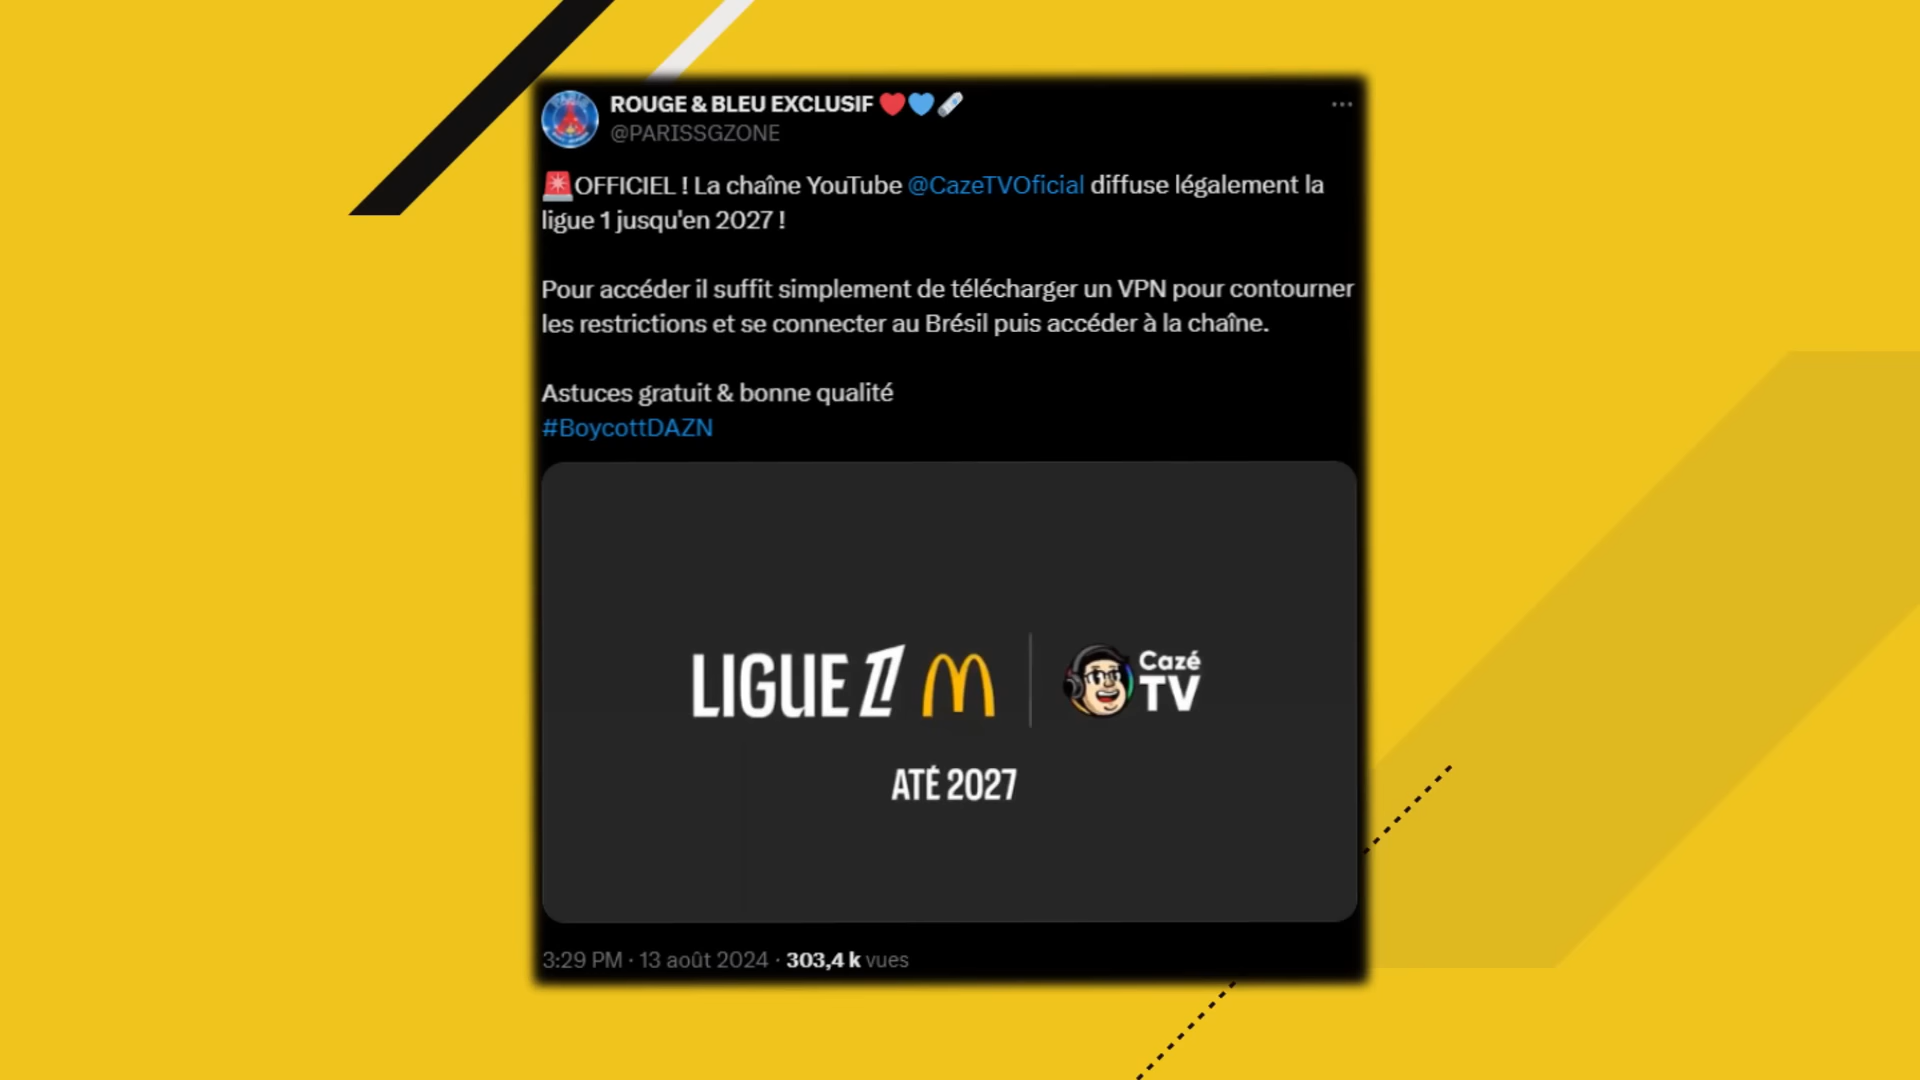 ROUGE & BLEU EXCLUSIF
@PARISSGZONE
OFFICIEL ! La chaîne YouTube @CazeTVOficial diffuse légalement la
ligue 1 jusqu'en 2027 !
Pour accéder il suffit simplement de télécharger un VPN pour contourner
les restrictions et se connecter au Brésil puis accéder à la chaîne.
Astuces gratuit & bonne qualité
#BoycottDAZN
LIGUE 1
Cazé
TV
ATÉ 2027
3:29 PM · 13 août 2024 · 303,4 k vues